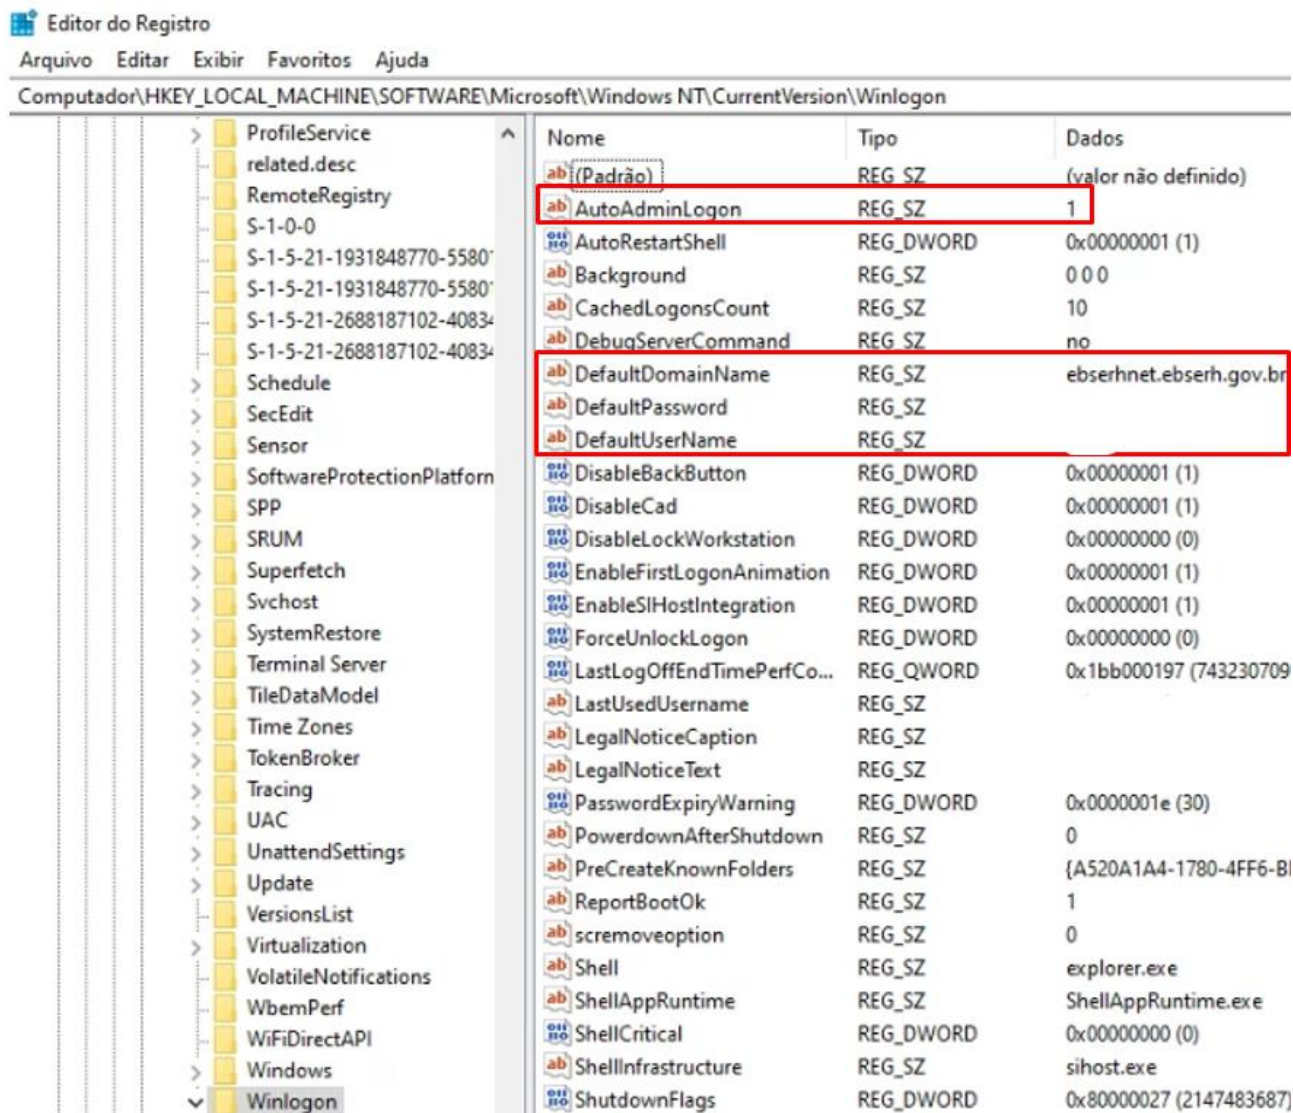 Editor do Registro
Arquivo Editar Exibir Favoritos Ajuda
Computador\HKEY_LOCAL_MACHINE\SOFTWARE\Microsoft\Windows NT\CurrentVersion\Winlogon
ProfileService
related.desc
RemoteRegistry
S-1-0-0
S-1-5-21-1931848770-5580
S-1-5-21-1931848770-5580
S-1-5-21-2688187102-4083
S-1-5-21-2688187102-4083
Schedule
SecEdit
Sensor
SoftwareProtectionPlatforn
SPP
SRUM
Superfetch
Svchost
SystemRestore
Terminal Server
TileDataModel
Time Zones
TokenBroker
Tracing
UAC
UnattendSettings
Update
VersionsList
Virtualization
VolatileNotifications
WbemPerf
WiFiDirectAPI
Windows
Winlogon
Nome Tipo Dados
(Padrão) REG_SZ (valor não definido)
AutoAdminLogon REG_SZ 1
AutoRestartShell REG_DWORD 0x00000001 (1)
Background REG_SZ 0 0 0
CachedLogonsCount REG_SZ 10
DebugServerCommand REG_SZ no
DefaultDomainName REG_SZ ebserhnet.ebserh.gov.br
DefaultPassword REG_SZ
DefaultUserName REG_SZ
DisableBackButton REG_DWORD 0x00000001 (1)
DisableCad REG_DWORD 0x00000001 (1)
DisableLockWorkstation REG_DWORD 0x00000000 (0)
EnableFirstLogonAnimation REG_DWORD 0x00000001 (1)
EnableSIHostIntegration REG_DWORD 0x00000001 (1)
ForceUnlockLogon REG_DWORD 0x00000000 (0)
LastLogOffEndTimePerfCo... REG_QWORD 0x1bb000197 (743230709
LastUsedUsername REG_SZ
LegalNoticeCaption REG_SZ
LegalNoticeText REG_SZ
PasswordExpiryWarning REG_DWORD 0x0000001e (30)
PowerdownAfterShutdown REG_SZ 0
PreCreateKnownFolders REG_SZ {A520A1A4-1780-4FF6-B
ReportBootOk REG_SZ 1
scremoveoption REG_SZ 0
Shell REG_SZ explorer.exe
ShellAppRuntime REG_SZ ShellAppRuntime.exe
ShellCritical REG_DWORD 0x00000000 (0)
ShellInfrastructure REG_SZ sihost.exe
ShutdownFlags REG_DWORD 0x80000027 (2147483687)